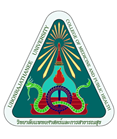 UBONRATCHATHANI UNIVERSITY
COLLEGE OF MEDICINE AND PUBLIC HEALTH
วิทยาลัยแพทยศาสตร์และการสาธารณสุข